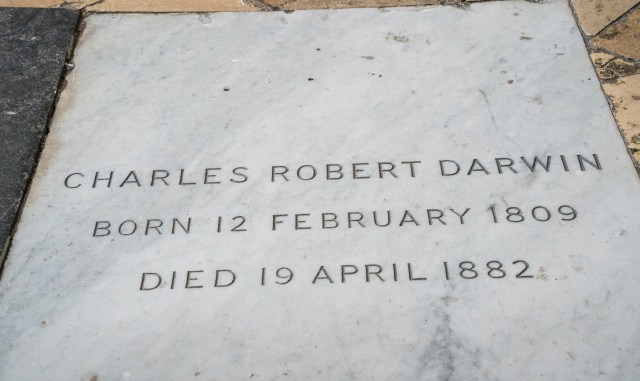 CHARLES ROBERT DARWIN
BORN 12 FEBRUARY 1809
DIED 19 APRIL 1882